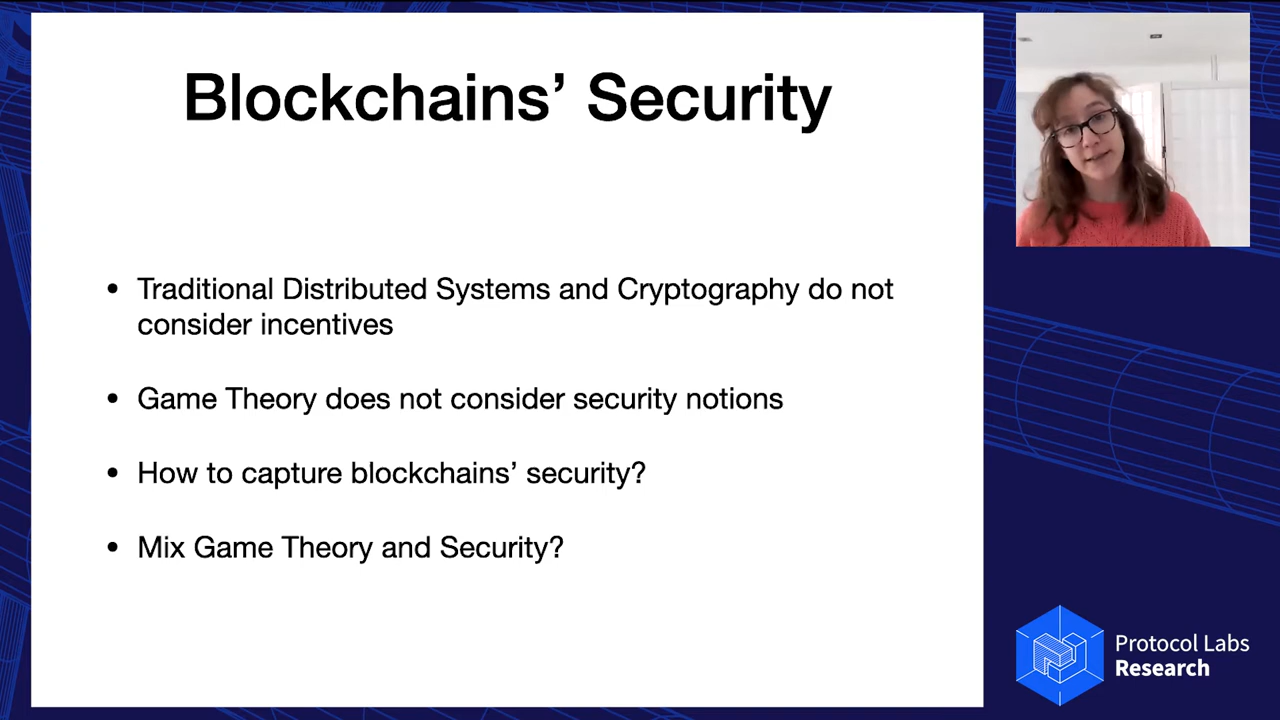 Blockchains’ Security
• Traditional Distributed Systems and Cryptography do not
consider incentives
• Game Theory does not consider security notions
• How to capture blockchains’ security?
• Mix Game Theory and Security?
Protocol Labs
Research